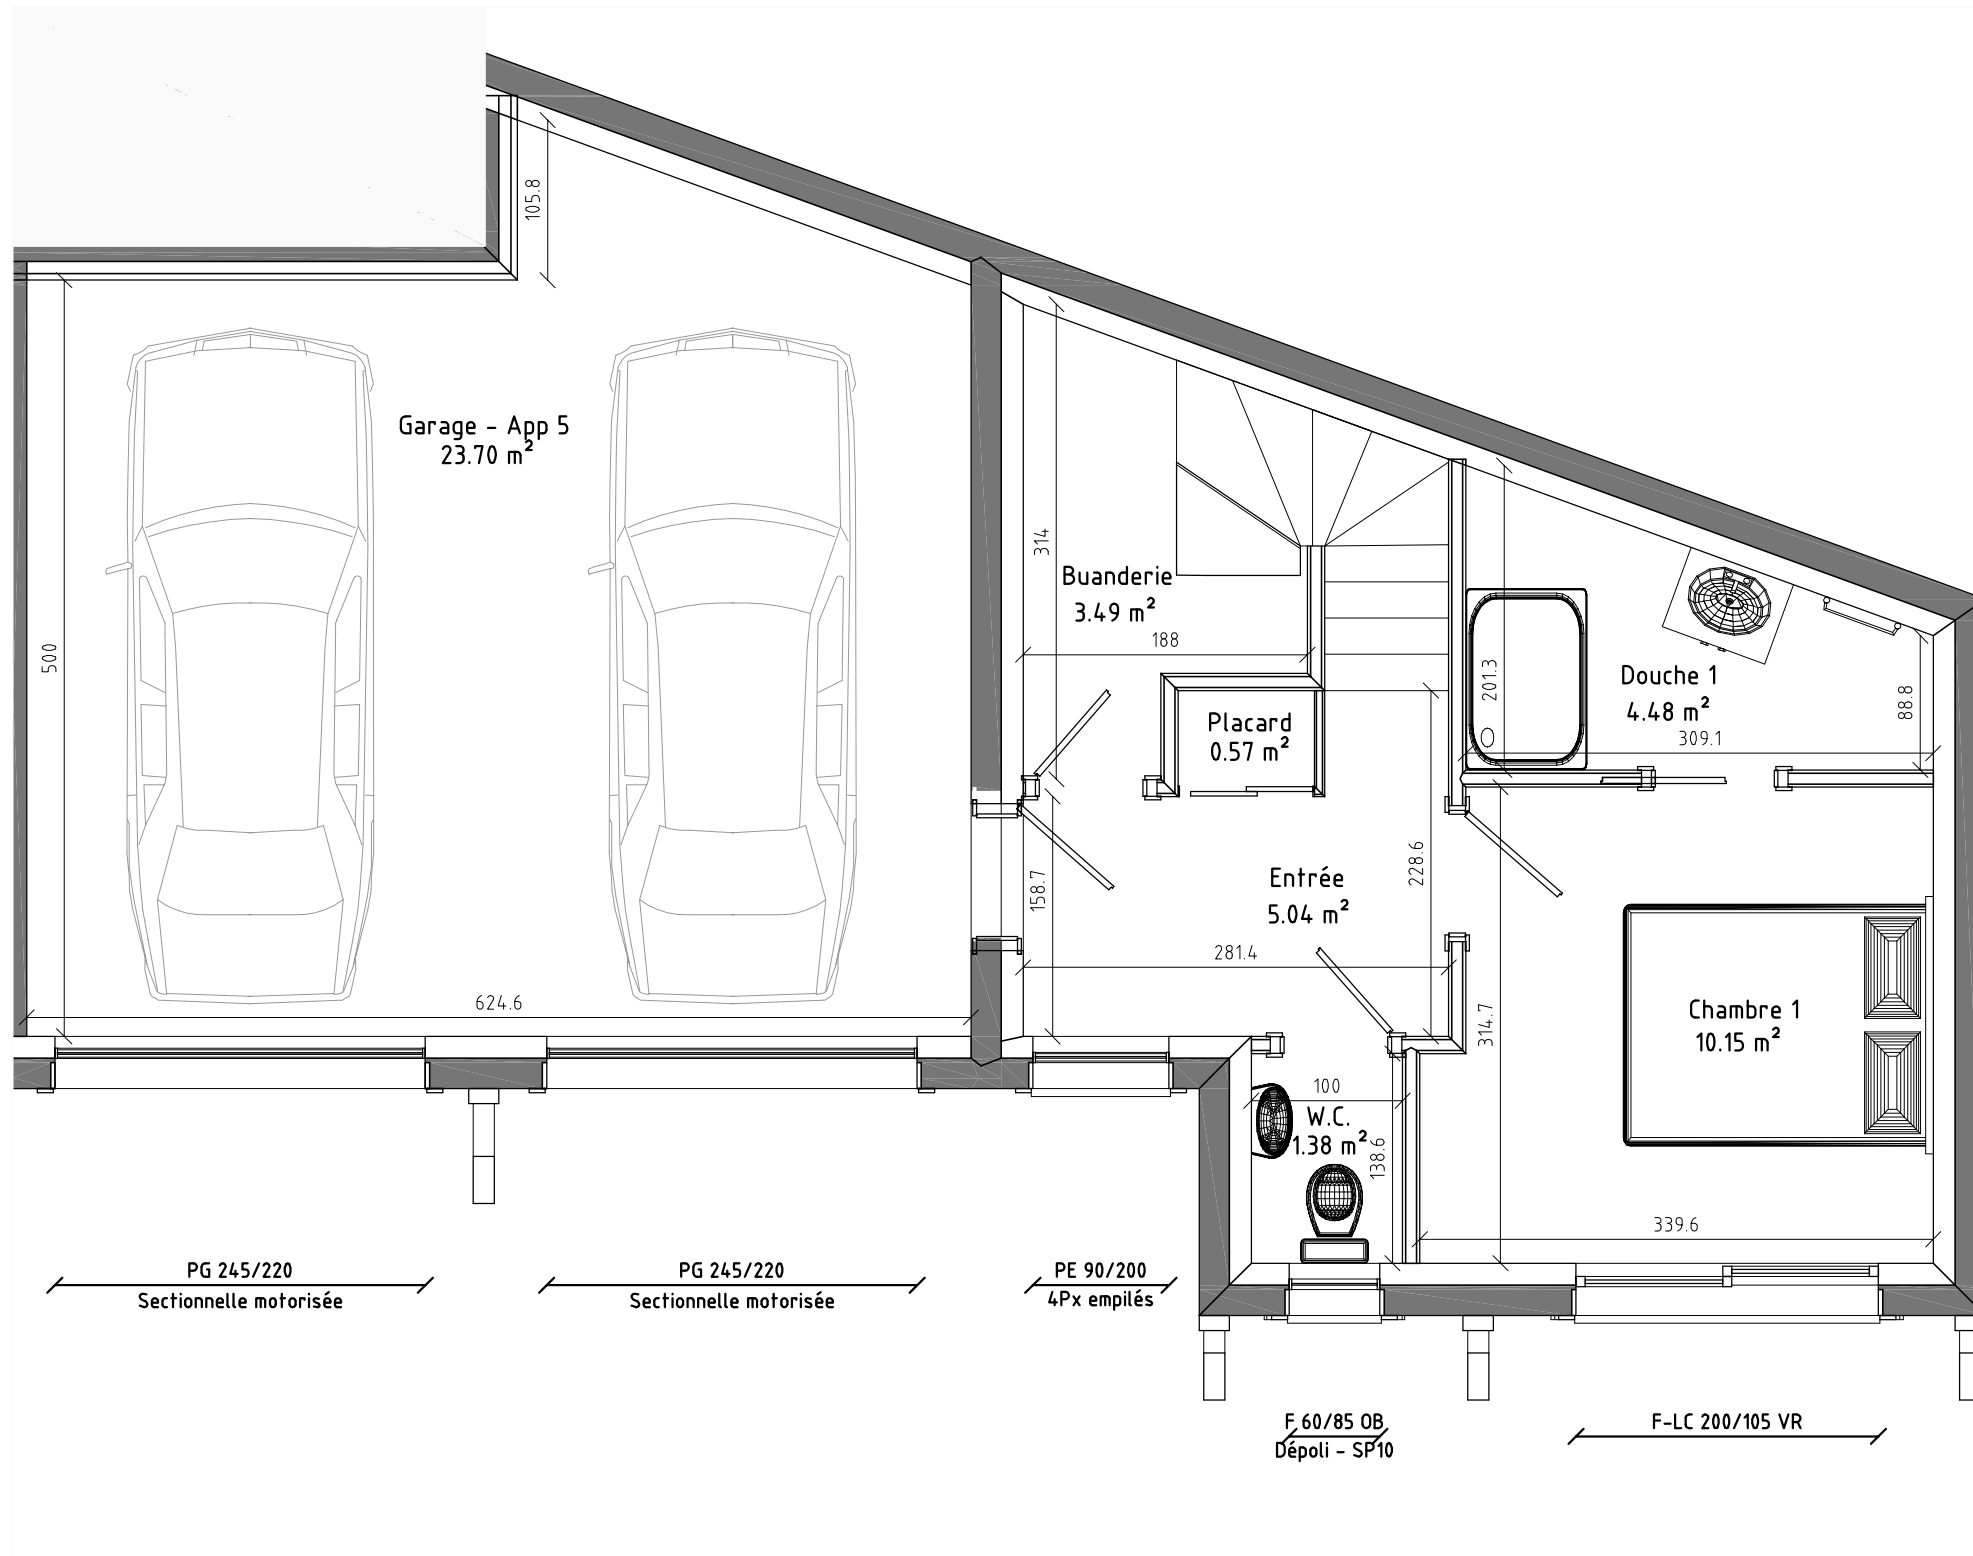 105.8
Garage - App 5
23.70 m²
500
624.6
314
Buanderie
3.49 m²
188
Placard
0.57 m²
201.3
Douche 1
4.48 m²
309.1
88.8
158.7
Entrée
5.04 m²
228.6
281.4
314.7
Chambre 1
10.15 m²
100
W.C.
1.38 m²
138.6
339.6
PG 245/220
Sectionnelle motorisée
PG 245/220
Sectionnelle motorisée
PE 90/200
4Px empilés
F 60/85 OB
Dépoli - SP10
F-LC 200/105 VR